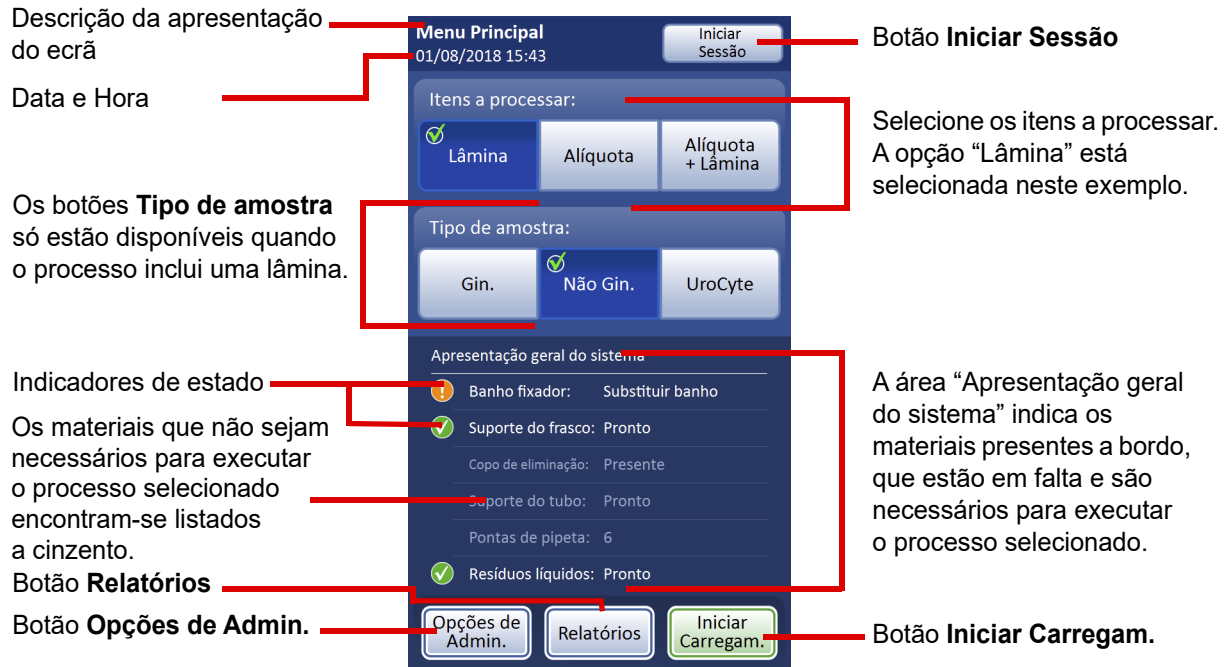 Descrição da apresentação
do ecrã
Data e Hora
Os botões Tipo de amostra
só estão disponíveis quando
o processo inclui uma lâmina.
Indicadores de estado
Os materiais que não sejam
necessários para executar
o processo selecionado
encontram-se listados
a cinzento.
Botão Relatórios
Botão Opções de Admin.
Menu Principal
01/08/2018 15:43
Iniciar
Sessão
Itens a processar:
Lâmina
Alíquota
Alíquota
+ Lâmina
Tipo de amostra:
Gin.
Não Gin.
UroCyte
Apresentação geral do sistema
Banho fixador: Substituir banho
Suporte do frasco: Pronto
Copo de eliminação: Presente
Suporte do tubo: Pronto
Pontas de pipeta: 6
Resíduos líquidos: Pronto
Opções de
Admin.
Relatórios
Iniciar
Carregam.
Botão Iniciar Sessão
Selecione os itens a processar.
A opção “Lâmina” está
selecionada neste exemplo.
A área “Apresentação geral
do sistema” indica os
materiais presentes a bordo,
que estão em falta e são
necessários para executar
o processo selecionado.
Botão Iniciar Carregam.